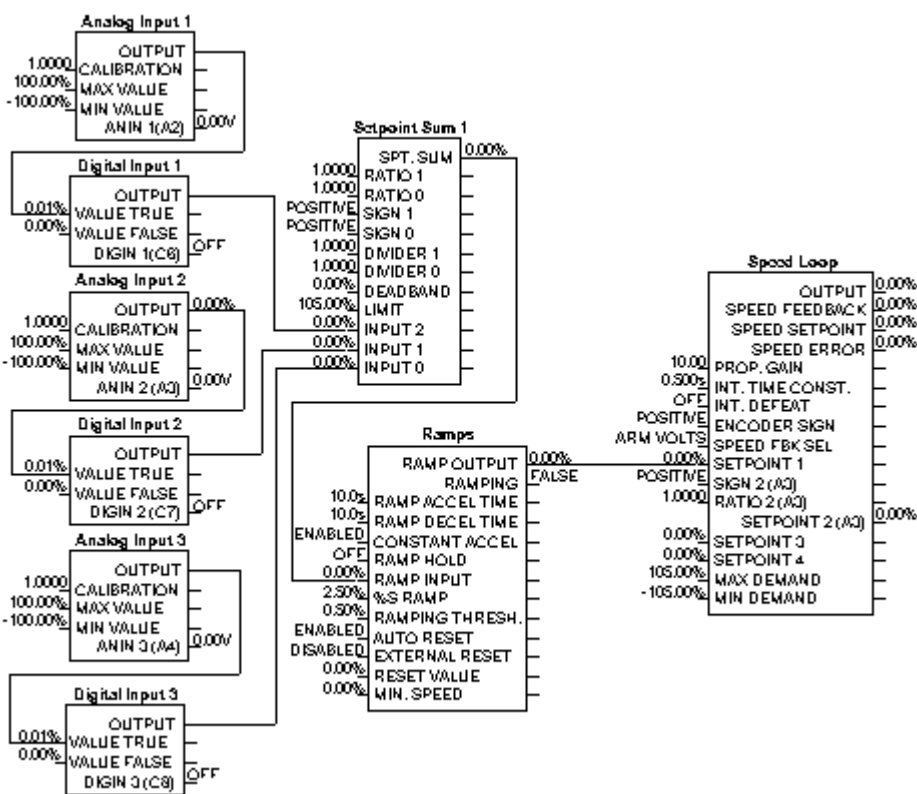 Analog Input 1
OUTPUT
1.0000 CALIBRATION
100.00% MAX VALUE
-100.00% MIN VALUE
ANIN 1(A2) 0.00V
Digital Input 1
OUTPUT
0.01% VALUE TRUE
0.00% VALUE FALSE
DIGIN 1(C6) OFF
Analog Input 2
OUTPUT 0.00%
1.0000 CALIBRATION
100.00% MAX VALUE
-100.00% MIN VALUE
ANIN 2(A3) 0.00V
Digital Input 2
OUTPUT
0.01% VALUE TRUE
0.00% VALUE FALSE
DIGIN 2(C7) OFF
Analog Input 3
OUTPUT
1.0000 CALIBRATION
100.00% MAX VALUE
-100.00% MIN VALUE
ANIN 3(A4) 0.00V
Digital Input 3
OUTPUT
0.01% VALUE TRUE
0.00% VALUE FALSE
DIGIN 3(C8) OFF
Setpoint Sum 1
SPT. SUM 0.00%
1.0000 RATIO 1
1.0000 RATIO 0
POSITIVE SIGN 1
POSITIVE SIGN 0
1.0000 DIVIDER 1
1.0000 DIVIDER 0
0.00% DEADBAND
105.00% LIMIT
0.00% INPUT 2
0.00% INPUT 1
0.00% INPUT 0
Ramps
RAMP OUTPUT 0.00%
RAMPING FALSE
10.0s RAMP ACCEL TIME
10.0s RAMP DECEL TIME
ENABLED CONSTANT ACCEL
OFF RAMP HOLD
0.00% RAMP INPUT
2.50% %S RAMP
0.50% RAMPING THRESH.
ENABLED AUTO RESET
DISABLED EXTERNAL RESET
0.00% RESET VALUE
0.00% MIN. SPEED
Speed Loop
OUTPUT 0.00%
SPEED FEEDBACK 0.00%
SPEED SETPOINT 0.00%
SPEED ERROR 0.00%
10.00 PROP. GAIN
0.500s INT. TIME CONST.
OFF INT. DEFEAT
POSITIVE ENCODER SIGN
ARM VOLTS SPEED FBK SEL
0.00% SETPOINT 1
POSITIVE SIGN 2 (A3)
1.0000 RATIO 2 (A3)
SETPOINT 2 (A3) 0.00%
0.00% SETPOINT 3
0.00% SETPOINT 4
105.00% MAX DEMAND
-105.00% MIN DEMAND